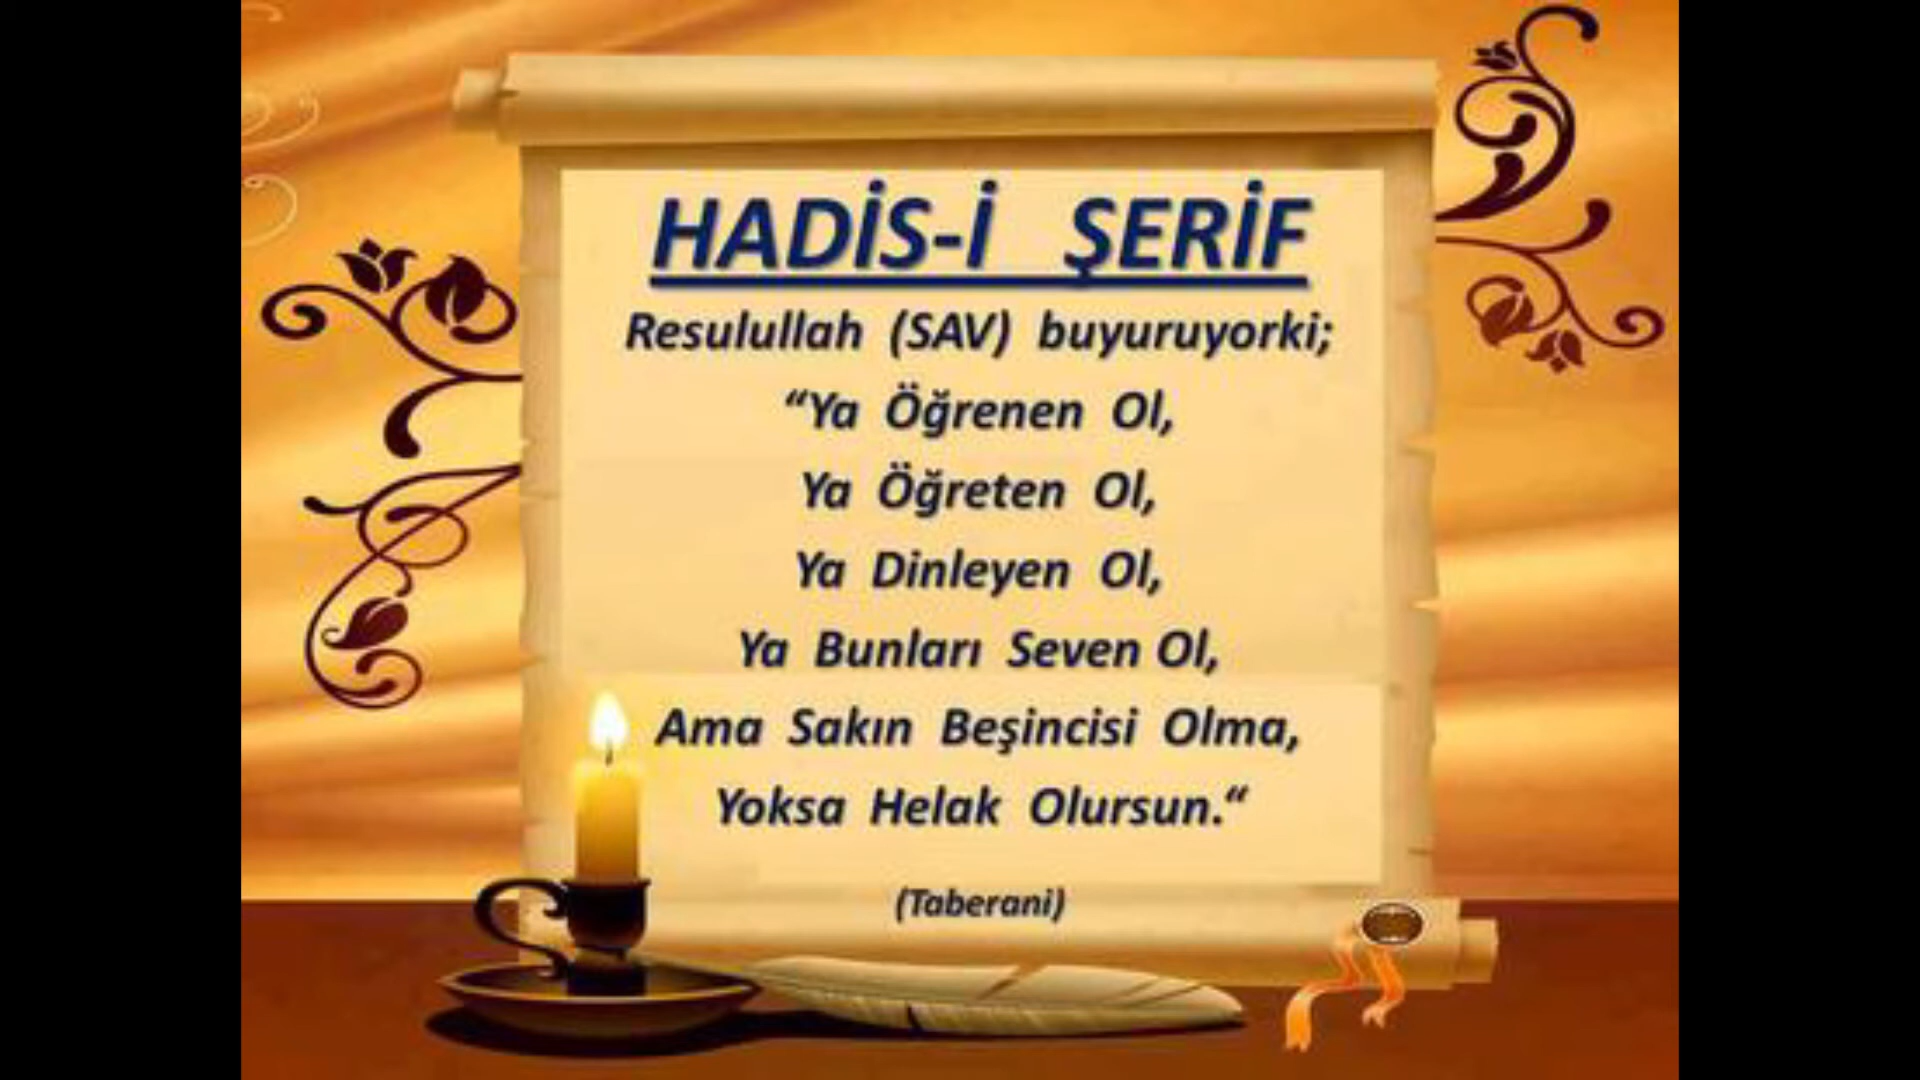 HADİS-İ ŞERİF
Resulullah (SAV) buyuruyorki;
“Ya Öğrenen Ol,
Ya Öğreten Ol,
Ya Dinleyen Ol,
Ya Bunları Seven Ol,
Ama Sakın Beşincisi Olma,
Yoksa Helak Olursun.“
(Taberani)